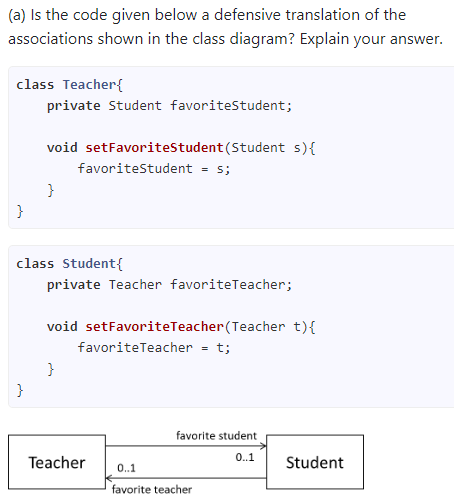 (a) Is the code given below a defensive translation of the
associations shown in the class diagram? Explain your answer.
class Teacher{
    private Student favoriteStudent;
    void setFavoriteStudent(Student s){
        favoriteStudent = s;
    }
}
class Student{
    private Teacher favoriteTeacher;
    void setFavoriteTeacher(Teacher t){
        favoriteTeacher = t;
    }
}
favorite student
0..1
Teacher
Student
0..1
favorite teacher